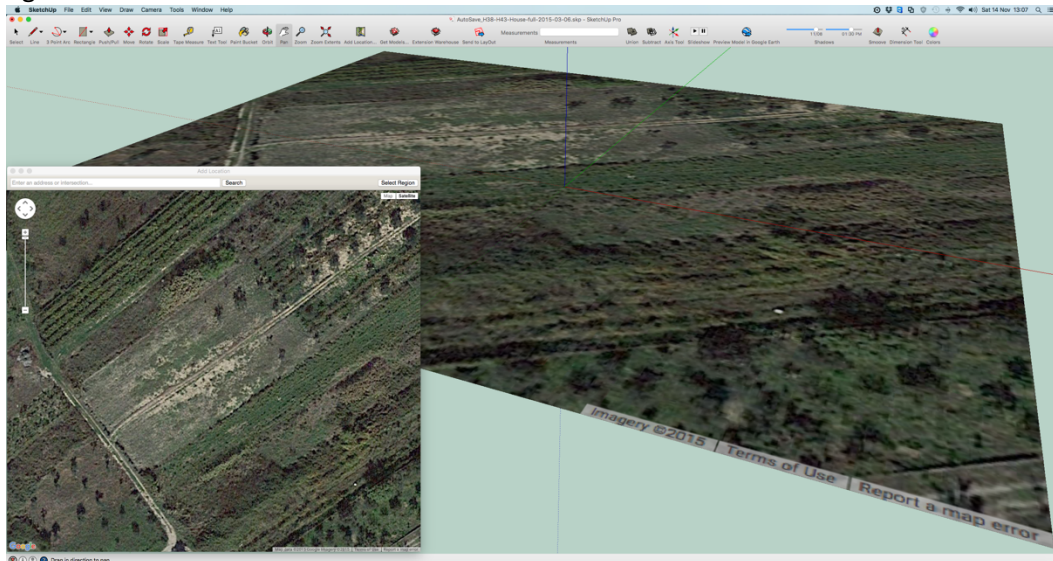 SketchUp File Edit View Draw Camera Tools Window Help
Sat 14 Nov 13:07
AutoSave_H38-H43-House-full-2015-03-06.skp - SketchUp Pro
Measurements
Select Line 3-Point Arc Rectangle Push/Pull Move Rotate Scale Tape Measure Text Tool Paint Bucket Orbit Pan Zoom Zoom Extents Add Location... Get Models... Extension Warehouse Send to LayOut Measurements Union Subtract Axis Tool Slideshow Preview Model in Google Earth Shadows Smoove Dimension Tool Colors
Add Location
Enter an address or intersection...
Search
Select Region
Map
Satellite
Imagery ©2015 | Terms of Use | Report a map error
Google
Drag in direction to pan